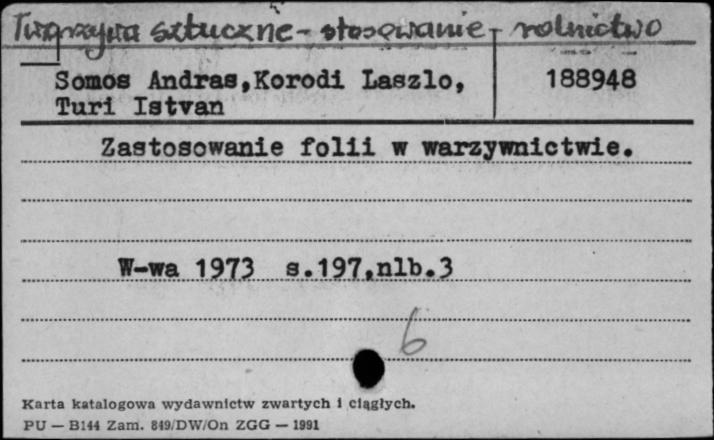 Tworzywa sztuczne - stosowanie - rolnictwo
Somos Andras,Korodi Laszlo, 188948
Turi Istvan
Zastosowanie folii w warzywnictwie.
W-wa 1973 s.197,nlb.3
6
Karta katalogowa wydawnictw zwartych i ciągłych.
PU — B144 Zam. 849/DW/On ZGG — 1991